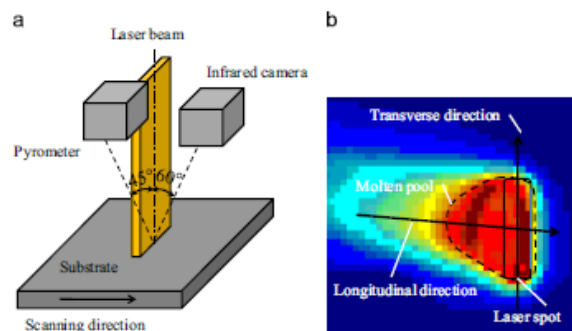 a
Laser beam
Infrared camera
Pyrometer
45°
60°
Substrate
Scanning direction
b
Transverse direction
Molten pool
Longitudinal direction
Laser spot